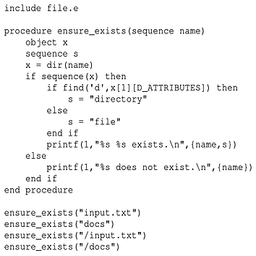 include file.e
procedure ensure_exists(sequence name)
    object x
    sequence s
    x = dir(name)
    if sequence(x) then
        if find('d',x[1][D_ATTRIBUTES]) then
            s = "directory"
        else
            s = "file"
        end if
        printf(1,"%s %s exists.\n",{name,s})
    else
        printf(1,"%s does not exist.\n",{name})
    end if
end procedure
ensure_exists("input.txt")
ensure_exists("docs")
ensure_exists("/input.txt")
ensure_exists("/docs")